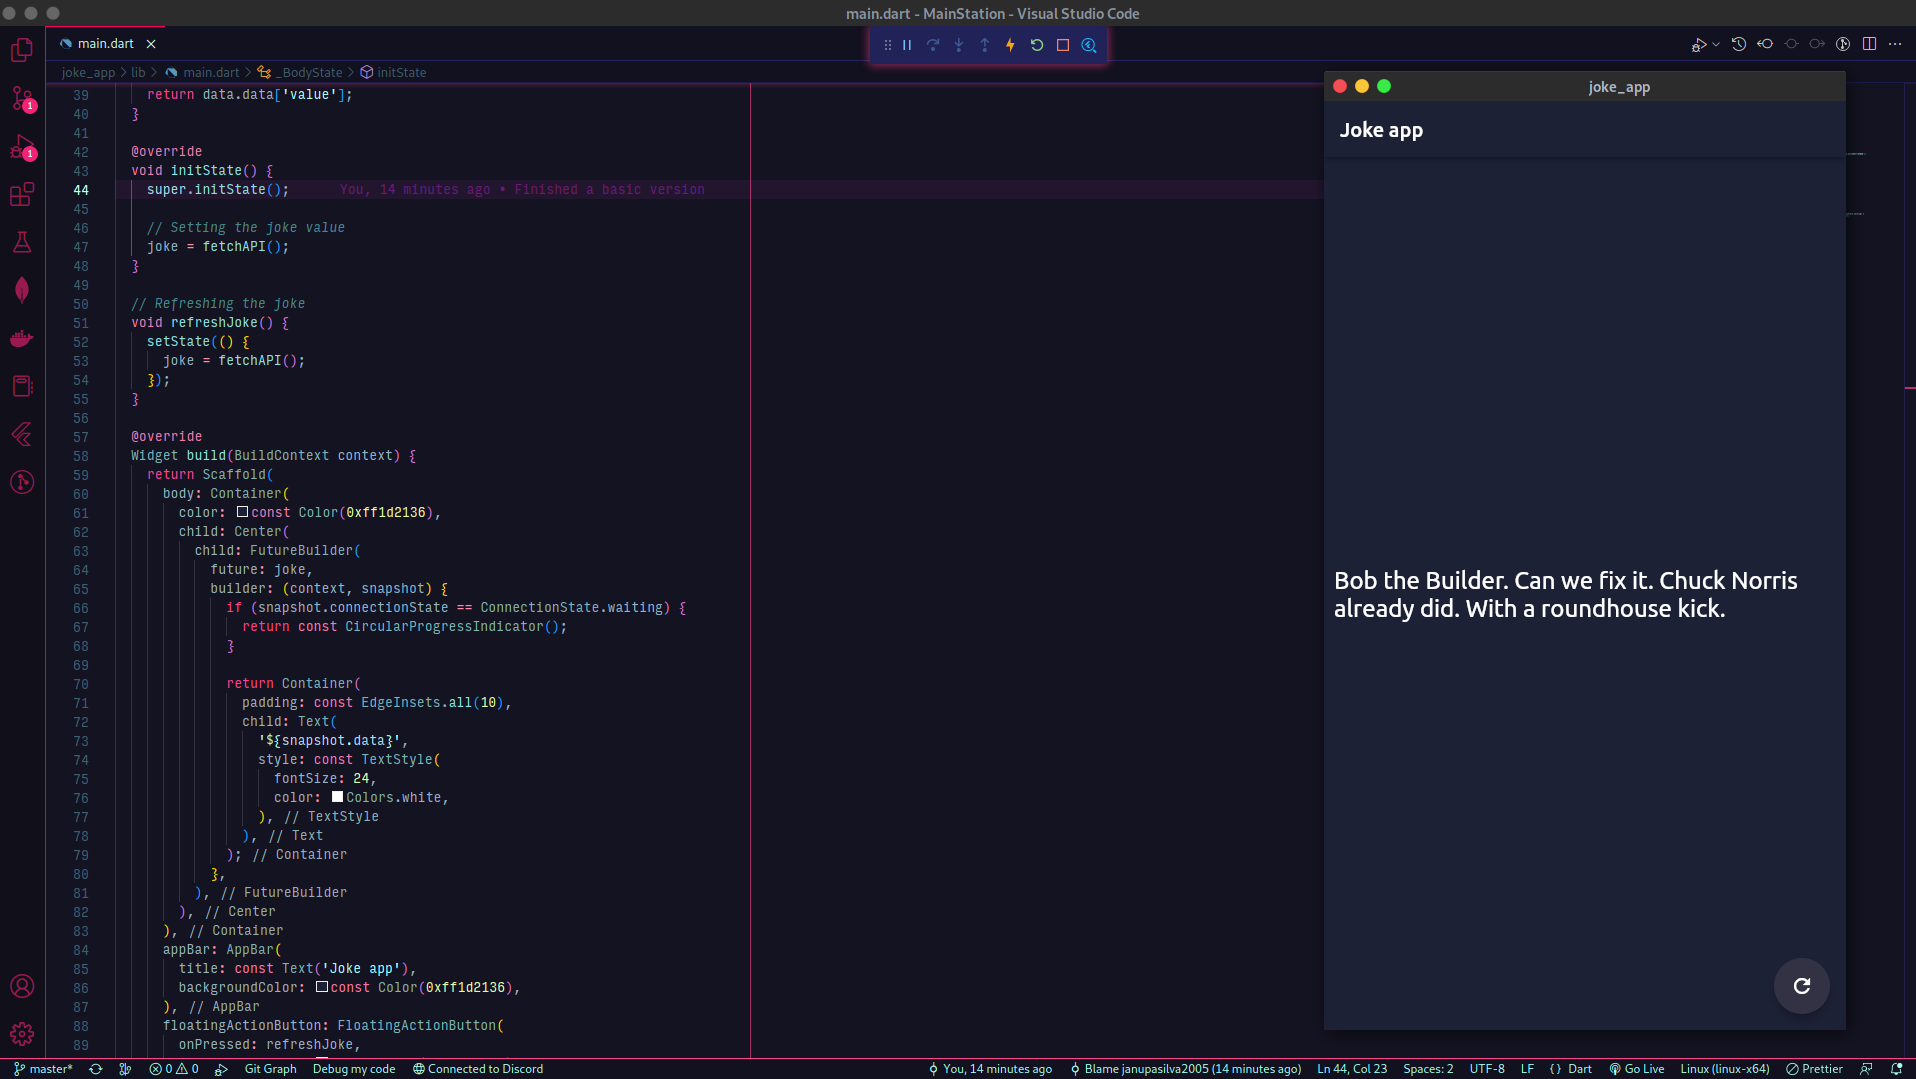 main.dart - MainStation - Visual Studio Code
main.dart
joke_app > lib > main.dart > _BodyState > initState
39 return data.data['value'];
40 }
41
42 @override
43 void initState() {
44 super.initState(); You, 14 minutes ago • Finished a basic version
45
46 // Setting the joke value
47 joke = fetchAPI();
48 }
49
50 // Refreshing the joke
51 void refreshJoke() {
52 setState(() {
53 joke = fetchAPI();
54 });
55 }
56
57 @override
58 Widget build(BuildContext context) {
59 return Scaffold(
60 body: Container(
61 color: const Color(0xff1d2136),
62 child: Center(
63 child: FutureBuilder(
64 future: joke,
65 builder: (context, snapshot) {
66 if (snapshot.connectionState == ConnectionState.waiting) {
67 return const CircularProgressIndicator();
68 }
69
70 return Container(
71 padding: const EdgeInsets.all(10),
72 child: Text(
73 '${snapshot.data}',
74 style: const TextStyle(
75 fontSize: 24,
76 color: Colors.white,
77 ), // TextStyle
78 ), // Text
79 ); // Container
80 },
81 ), // FutureBuilder
82 ), // Center
83 ), // Container
84 appBar: AppBar(
85 title: const Text('Joke app'),
86 backgroundColor: const Color(0xff1d2136),
87 ), // AppBar
88 floatingActionButton: FloatingActionButton(
89 onPressed: refreshJoke,
1
1
joke_app
Joke app
Bob the Builder. Can we fix it. Chuck Norris
already did. With a roundhouse kick.
master* 0 0 Git Graph Debug my code Connected to Discord You, 14 minutes ago Blame janupasilva2005 (14 minutes ago) Ln 44, Col 23 Spaces: 2 UTF-8 LF {} Dart Go Live Linux (linux-x64) Prettier